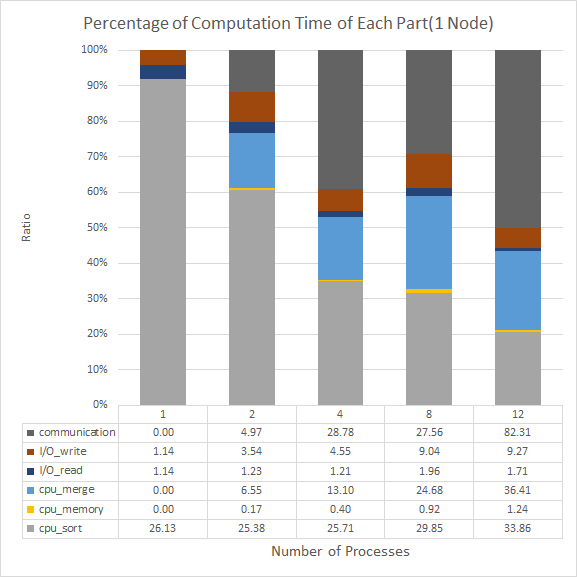 Percentage of Computation Time of Each Part(1 Node)
100%
90%
80%
70%
60%
50%
40%
30%
20%
10%
0%
Ratio
1 2 4 8 12
communication 0.00 4.97 28.78 27.56 82.31
I/O_write 1.14 3.54 4.55 9.04 9.27
I/O_read 1.14 1.23 1.21 1.96 1.71
cpu_merge 0.00 6.55 13.10 24.68 36.41
cpu_memory 0.00 0.17 0.40 0.92 1.24
cpu_sort 26.13 25.38 25.71 29.85 33.86
Number of Processes